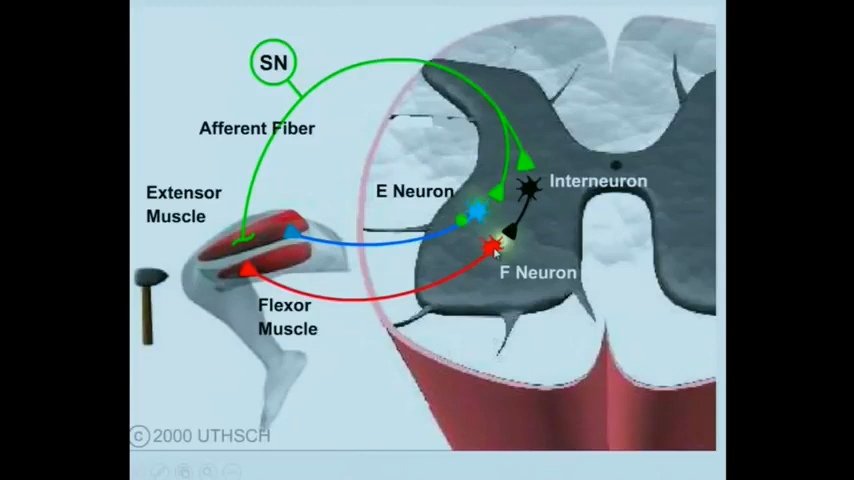 SN
Afferent Fiber
Extensor
Muscle
E Neuron
Interneuron
F Neuron
Flexor
Muscle
© 2000 UTHSCH